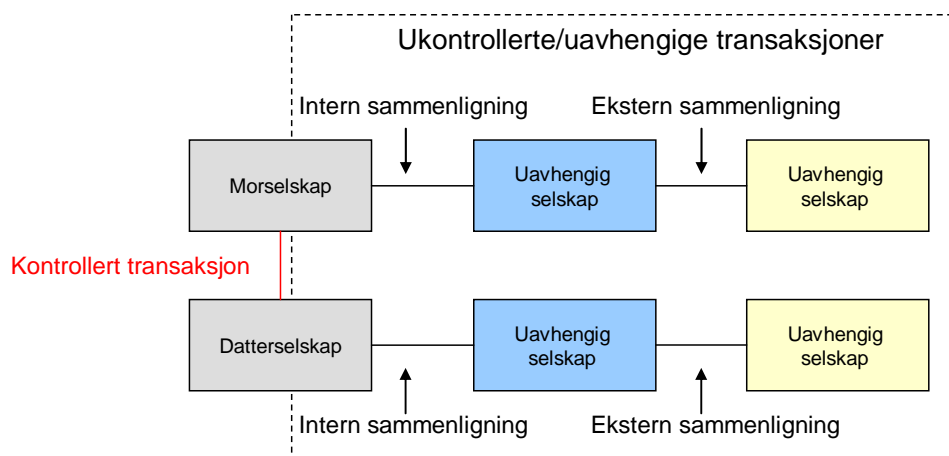 Ukontrollerte/uavhengige transaksjoner
Intern sammenligning
Ekstern sammenligning
Morselskap
Uavhengig
selskap
Uavhengig
selskap
Kontrollert transaksjon
Datterselskap
Uavhengig
selskap
Uavhengig
selskap
Intern sammenligning
Ekstern sammenligning